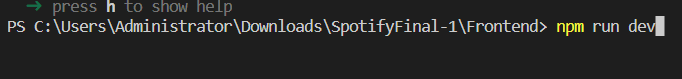 ➜ press h to show help
PS C:\Users\Administrator\Downloads\SpotifyFinal-1\Frontend> npm run dev